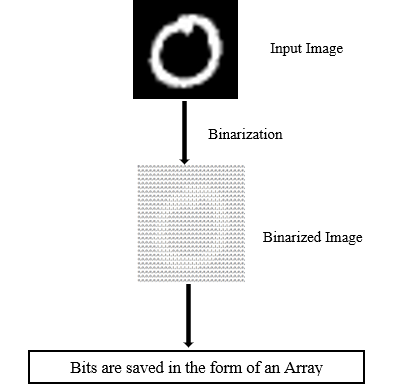 Input Image
Binarization
Binarized Image
Bits are saved in the form of an Array